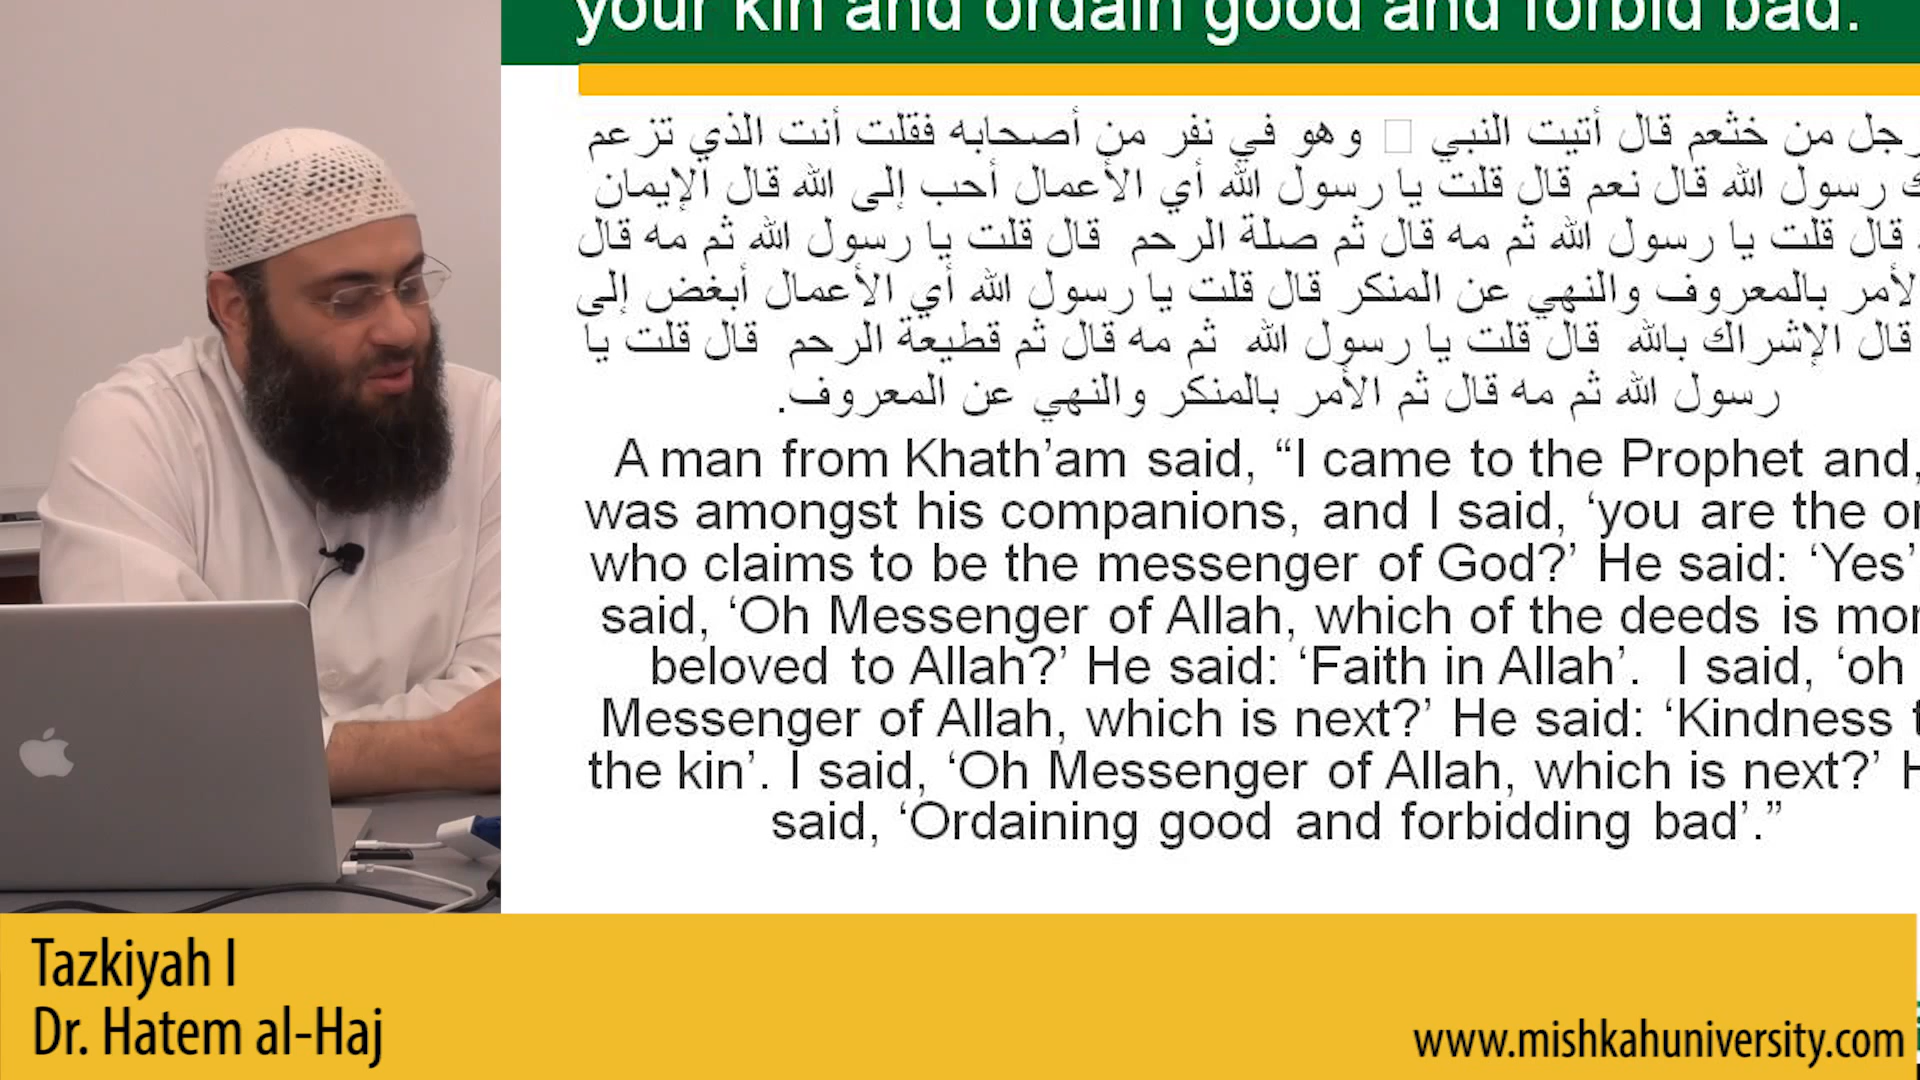 your kin and ordain good and forbid bad.
رجل من خثعم قال أتيت النبي وهو في نفر من أصحابه فقلت أنت الذي تزعم
رسول الله قال نعم قال قلت يا رسول الله أي الأعمال أحب إلى الله قال الإيمان
قال قلت يا رسول الله ثم مه قال ثم صلة الرحم قال قلت يا رسول الله ثم مه قال
لأمر بالمعروف والنهي عن المنكر قال قلت يا رسول الله أي الأعمال أبغض إلى
قال الإشراك بالله قال قلت يا رسول الله ثم مه قال ثم قطيعة الرحم قال قلت يا
رسول الله ثم مه قال ثم الأمر بالمنكر والنهي عن المعروف.
A man from Khath’am said, “I came to the Prophet and,
was amongst his companions, and I said, ‘you are the
who claims to be the messenger of God?’ He said: ‘Yes’
said, ‘Oh Messenger of Allah, which of the deeds is
beloved to Allah?’ He said: ‘Faith in Allah’. I said, ‘oh
Messenger of Allah, which is next?’ He said: ‘Kindness
the kin’. I said, ‘Oh Messenger of Allah, which is next?’
said, ‘Ordaining good and forbidding bad’.”
Tazkiyah I
Dr. Hatem al-Haj
www.mishkahuniversity.com